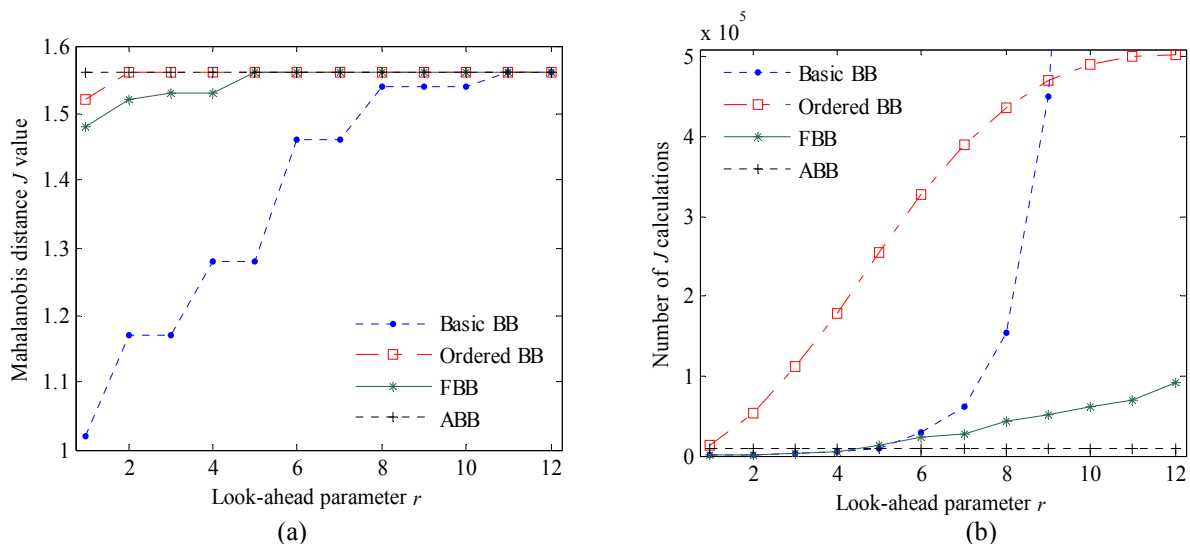 1.6
1.5
1.4
1.3
1.2
1.1
1
Mahalanobis distance J value
Basic BB
Ordered BB
FBB
ABB
2 4 6 8 10 12
Look-ahead parameter r
(a)
x 10^5
5
4
3
2
1
0
Number of J calculations
Basic BB
Ordered BB
FBB
ABB
2 4 6 8 10 12
Look-ahead parameter r
(b)